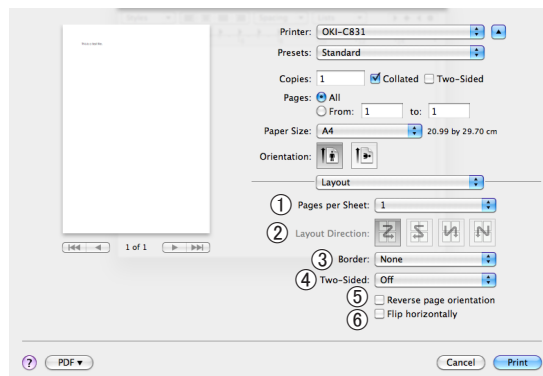 Printer: OKI-C831
Presets: Standard
Copies: 1 Collated Two-Sided
Pages: All
From: 1 to: 1
Paper Size: A4 20.99 by 29.70 cm
Orientation:
Layout
① Pages per Sheet: 1
② Layout Direction:
1 of 1
③ Border: None
④ Two-Sided: Off
⑤ Reverse page orientation
⑥ Flip horizontally
? PDF▼ Cancel Print